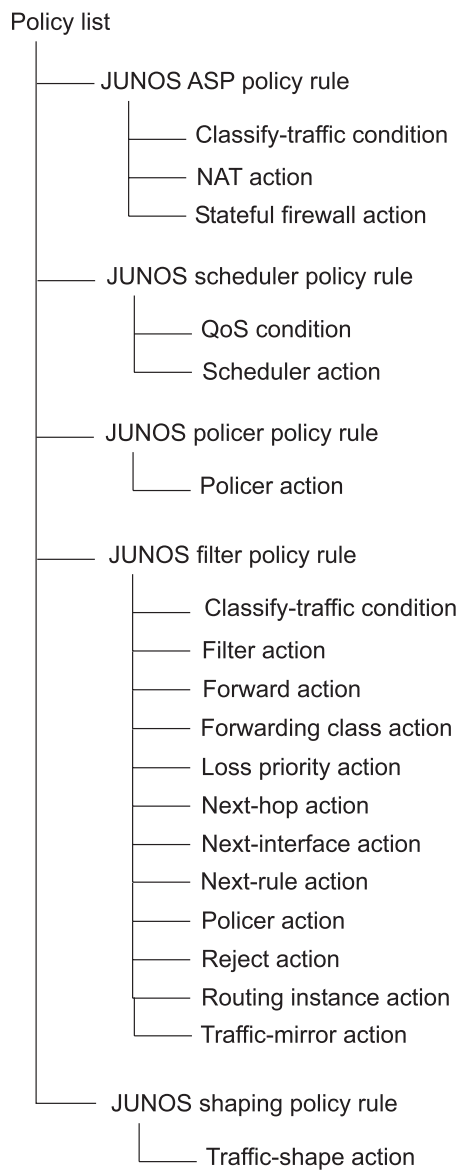 Policy list
JUNOS ASP policy rule
Classify-traffic condition
NAT action
Stateful firewall action
JUNOS scheduler policy rule
QoS condition
Scheduler action
JUNOS policer policy rule
Policer action
JUNOS filter policy rule
Classify-traffic condition
Filter action
Forward action
Forwarding class action
Loss priority action
Next-hop action
Next-interface action
Next-rule action
Policer action
Reject action
Routing instance action
Traffic-mirror action
JUNOS shaping policy rule
Traffic-shape action